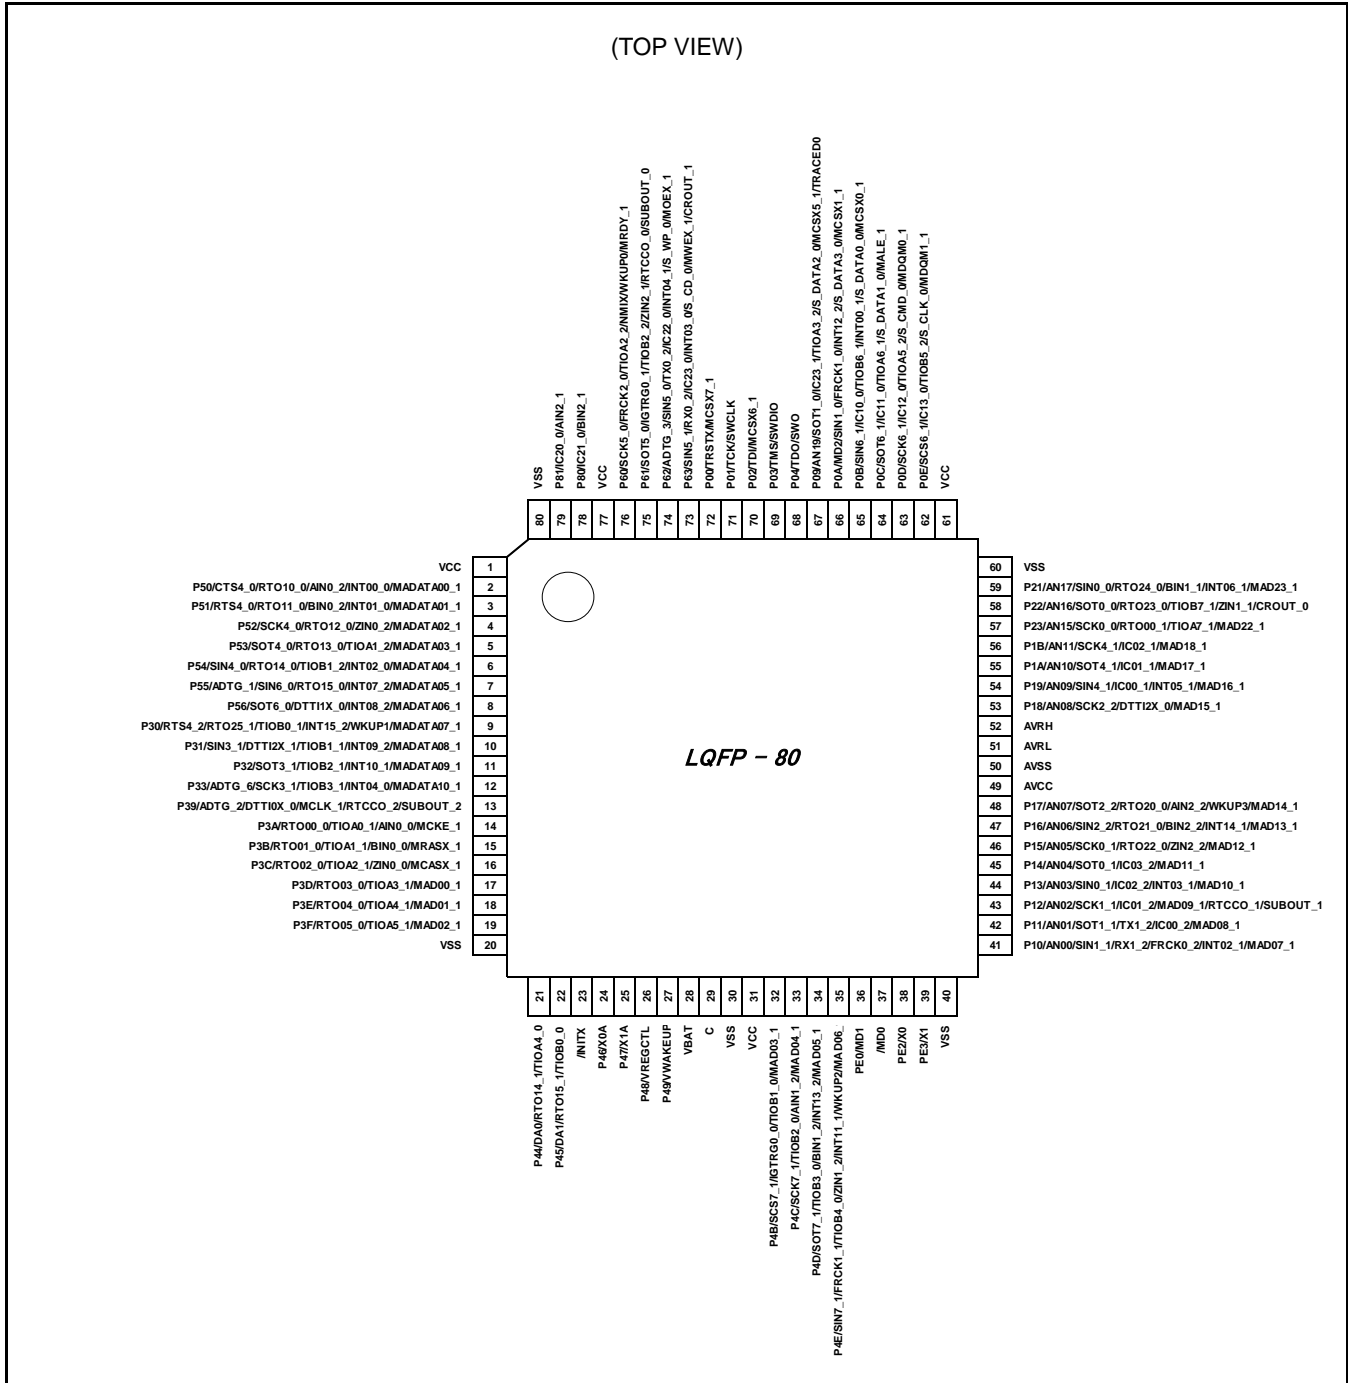 (TOP VIEW)
VSS 80
P81/IC20_0/AIN2_1 79
P80/IC21_0/BIN2_1 78
VCC 77
P60/SCK5_0/FRCK2_0/TIOA2_2/NMIX/WKUP0/MRDY_1 76
P61/SOT5_0/IGTRG0_1/TIOB2_2/ZIN2_1/RTCCO_0/SUBOUT_0 75
P62/ADTG_3/SIN5_0/TX0_2/IC22_0/INT04_1/S_WP_0/MOEX_1 74
P63/SIN5_1/RX0_2/IC23_0/INT03_0/S_CD_0/MWEX_1/CROUT_1 73
P00/TRSTX/MCSX7_1 72
P01/TCK/SWCLK 71
P02/TDI/MCSX6_1 70
P03/TMS/SWDIO 69
P04/TDO/SWO 68
P09/AN19/SOT1_0/IC23_1/TIOA3_2/S_DATA2_0/MCSX5_1/TRACED0 67
P0A/MD2/SIN1_0/FRCK1_0/INT12_2/S_DATA3_0/MCSX1_1 66
P0B/SIN6_1/IC10_0/TIOB6_1/INT00_1/S_DATA0_0/MCSX0_1 65
P0C/SOT6_1/IC11_0/TIOA6_1/S_DATA1_0/MALE_1 64
P0D/SCK6_1/IC12_0/TIOA5_2/S_CMD_0/MDQM0_1 63
P0E/SCS6_1/IC13_0/TIOB5_2/S_CLK_0/MDQM1_1 62
VCC 61
VCC 1
P50/CTS4_0/RTO10_0/AIN0_2/INT00_0/MADATA00_1 2
P51/RTS4_0/RTO11_0/BIN0_2/INT01_0/MADATA01_1 3
P52/SCK4_0/RTO12_0/ZIN0_2/MADATA02_1 4
P53/SOT4_0/RTO13_0/TIOA1_2/MADATA03_1 5
P54/SIN4_0/RTO14_0/TIOB1_2/INT02_0/MADATA04_1 6
P55/ADTG_1/SIN6_0/RTO15_0/INT07_2/MADATA05_1 7
P56/SOT6_0/DTTI1X_0/INT08_2/MADATA06_1 8
P30/RTS4_2/RTO25_1/TIOB0_1/INT15_2/WKUP1/MADATA07_1 9
P31/SIN3_1/DTTI2X_1/TIOB1_1/INT09_2/MADATA08_1 10
P32/SOT3_1/TIOB2_1/INT10_1/MADATA09_1 11
P33/ADTG_6/SCK3_1/TIOB3_1/INT04_0/MADATA10_1 12
P39/ADTG_2/DTTI0X_0/MCLK_1/RTCCO_2/SUBOUT_2 13
P3A/RTO00_0/TIOA0_1/AIN0_0/MCKE_1 14
P3B/RTO01_0/TIOA1_1/BIN0_0/MRASX_1 15
P3C/RTO02_0/TIOA2_1/ZIN0_0/MCASX_1 16
P3D/RTO03_0/TIOA3_1/MAD00_1 17
P3E/RTO04_0/TIOA4_1/MAD01_1 18
P3F/RTO05_0/TIOA5_1/MAD02_1 19
VSS 20
LQFP - 80
60 VSS
59 P21/AN17/SIN0_0/RTO24_0/BIN1_1/INT06_1/MAD23_1
58 P22/AN16/SOT0_0/RTO23_0/TIOB7_1/ZIN1_1/CROUT_0
57 P23/AN15/SCK0_0/RTO00_1/TIOA7_1/MAD22_1
56 P1B/AN11/SCK4_1/IC02_1/MAD18_1
55 P1A/AN10/SOT4_1/IC01_1/MAD17_1
54 P19/AN09/SIN4_1/IC00_1/INT05_1/MAD16_1
53 P18/AN08/SCK2_2/DTTI2X_0/MAD15_1
52 AVRH
51 AVRL
50 AVSS
49 AVCC
48 P17/AN07/SOT2_2/RTO20_0/AIN2_2/WKUP3/MAD14_1
47 P16/AN06/SIN2_2/RTO21_0/BIN2_2/INT14_1/MAD13_1
46 P15/AN05/SCK0_1/RTO22_0/ZIN2_2/MAD12_1
45 P14/AN04/SOT0_1/IC03_2/MAD11_1
44 P13/AN03/SIN0_1/IC02_2/INT03_1/MAD10_1
43 P12/AN02/SCK1_1/IC01_2/MAD09_1/RTCCO_1/SUBOUT_1
42 P11/AN01/SOT1_1/TX1_2/IC00_2/MAD08_1
41 P10/AN00/SIN1_1/RX1_2/FRCK0_2/INT02_1/MAD07_1
21 P44/DA0/RTO14_1/TIOA4_0
22 P45/DA1/RTO15_1/TIOB0_0
23 /INITX
24 P46/X0A
25 P47/X1A
26 P48/VREGCTL
27 P49/VWAKEUP
28 VBAT
29 C
30 VSS
31 VCC
32 P4B/SCS7_1/IGTRG0_0/TIOB1_0/MAD03_1
33 P4C/SCK7_1/TIOB2_0/AIN1_2/MAD04_1
34 P4D/SOT7_1/TIOB3_0/BIN1_2/INT13_2/MAD05_1
35 P4E/SIN7_1/FRCK1_1/TIOB4_0/ZIN1_2/INT11_1/WKUP2/MAD06_
36 PE0/MD1
37 /MD0
38 PE2/X0
39 PE3/X1
40 VSS